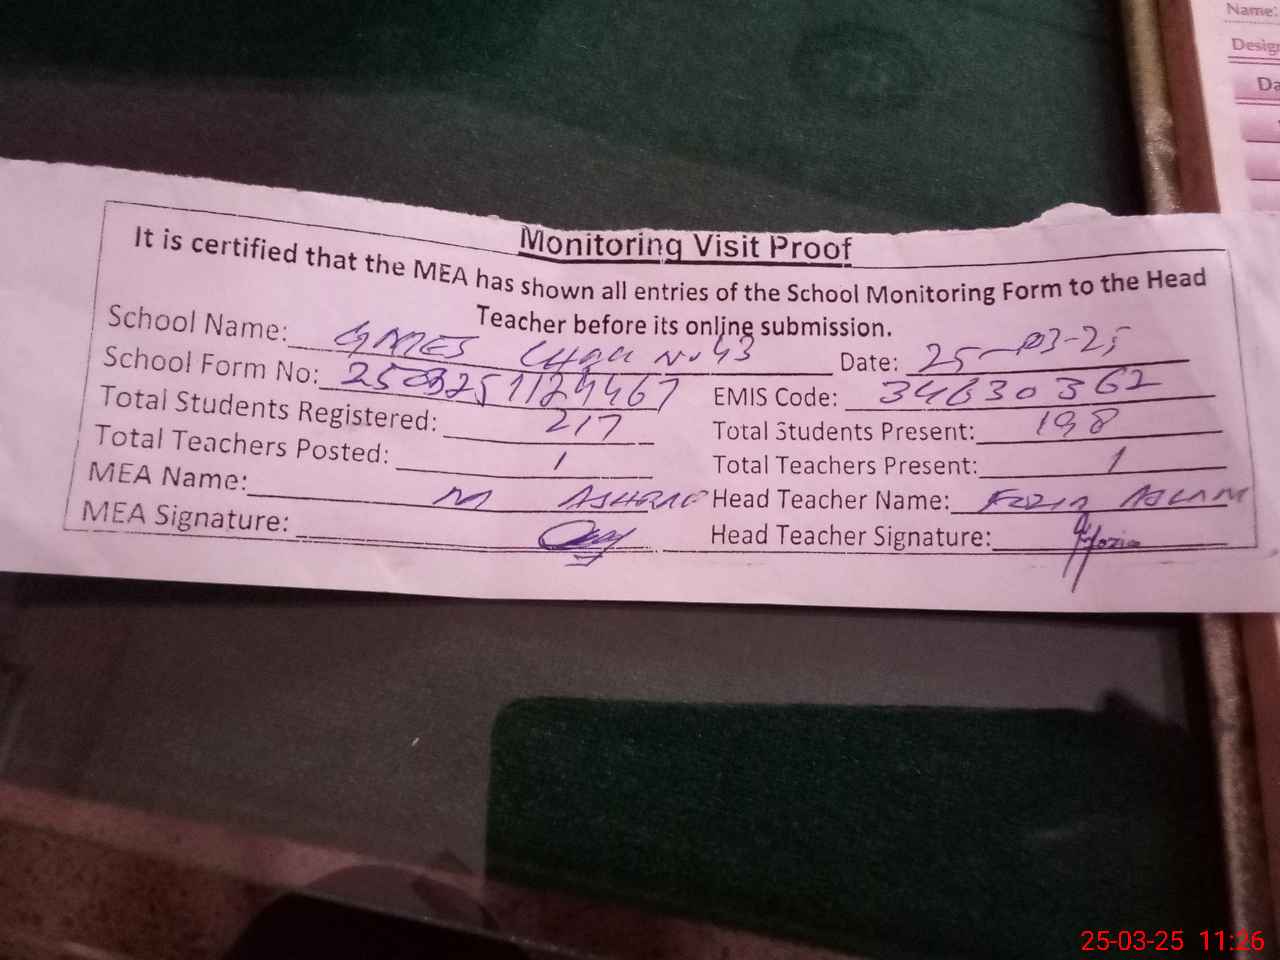 Name:
Desig
Da
Monitoring Visit Proof
It is certified that the MEA has shown all entries of the School Monitoring Form to the Head
Teacher before its online submission.
School Name: GMES Chak No 43 Date: 25-03-25
School Form No: EMIS Code: 34630362
Total Students Registered: 217 Total Students Present: 198
Total Teachers Posted: 1 Total Teachers Present: 1
MEA Name: M ASHRAF Head Teacher Name: Fozia ASLAM
MEA Signature: Head Teacher Signature: Fozia
25-03-25 11:26